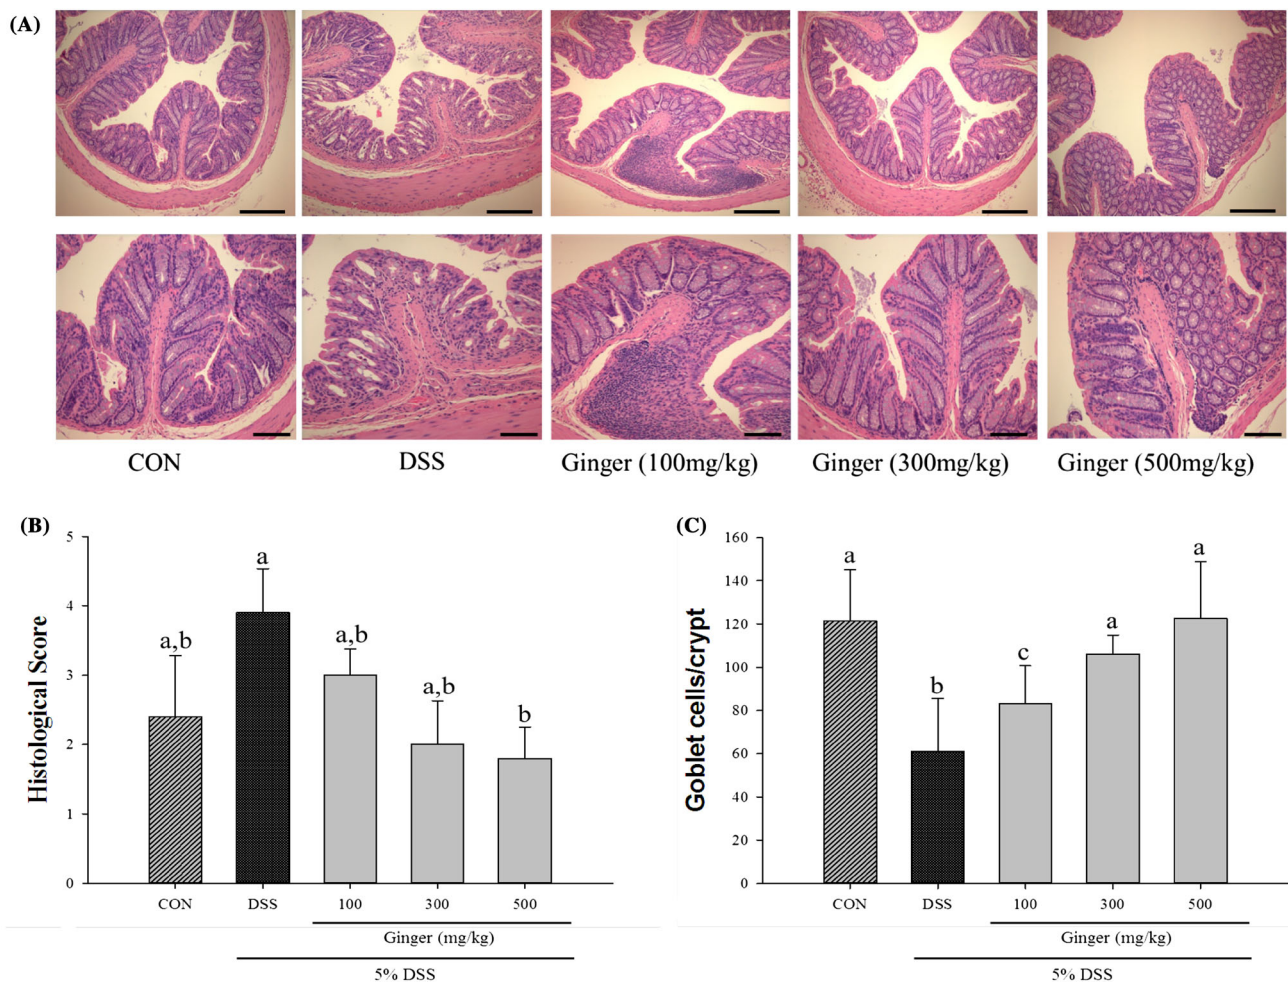 (A)
CON DSS Ginger (100mg/kg) Ginger (300mg/kg) Ginger (500mg/kg)
(B)
5
4
3
2
1
0
Histological Score
a,b
a
a,b
a,b
b
CON DSS 100 300 500
Ginger (mg/kg)
5% DSS
(C)
160
140
120
100
80
60
40
20
0
Goblet cells/crypt
a
b
c
a
a
CON DSS 100 300 500
Ginger (mg/kg)
5% DSS